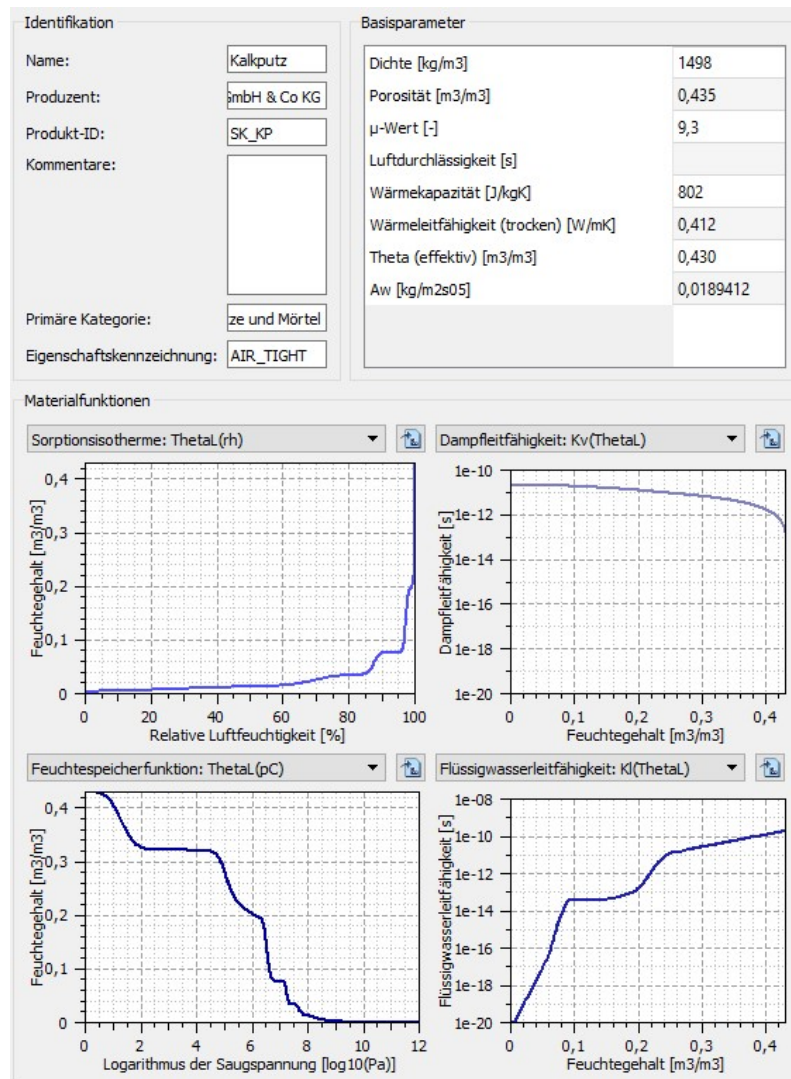 Identifikation
Name: Kalkputz
Produzent: GmbH & Co KG
Produkt-ID: SK_KP
Kommentare:
Primäre Kategorie: ze und Mörtel
Eigenschaftskennzeichnung: AIR_TIGHT
Basisparameter
Dichte [kg/m3] 1498
Porosität [m3/m3] 0,435
µ-Wert [-] 9,3
Luftdurchlässigkeit [s]
Wärmekapazität [J/kgK] 802
Wärmeleitfähigkeit (trocken) [W/mK] 0,412
Theta (effektiv) [m3/m3] 0,430
Aw [kg/m2s05] 0,0189412
Materialfunktionen
Sorptionsisotherme: ThetaL(rh)
Feuchtegehalt [m3/m3]
0,4
0,3
0,2
0,1
0
0 20 40 60 80 100
Relative Luftfeuchtigkeit [%]
Dampfleitfähigkeit: Kv(ThetaL)
Dampfleitfähigkeit [s]
1e-10
1e-12
1e-14
1e-16
1e-18
1e-20
0 0,1 0,2 0,3 0,4
Feuchtegehalt [m3/m3]
Feuchtespeicherfunktion: ThetaL(pC)
Feuchtegehalt [m3/m3]
0,4
0,3
0,2
0,1
0
0 2 4 6 8 10 12
Logarithmus der Saugspannung [log10(Pa)]
Flüssigwasserleitfähigkeit: Kl(ThetaL)
Flüssigwasserleitfähigkeit [s]
1e-08
1e-10
1e-12
1e-14
1e-16
1e-18
1e-20
0 0,1 0,2 0,3 0,4
Feuchtegehalt [m3/m3]